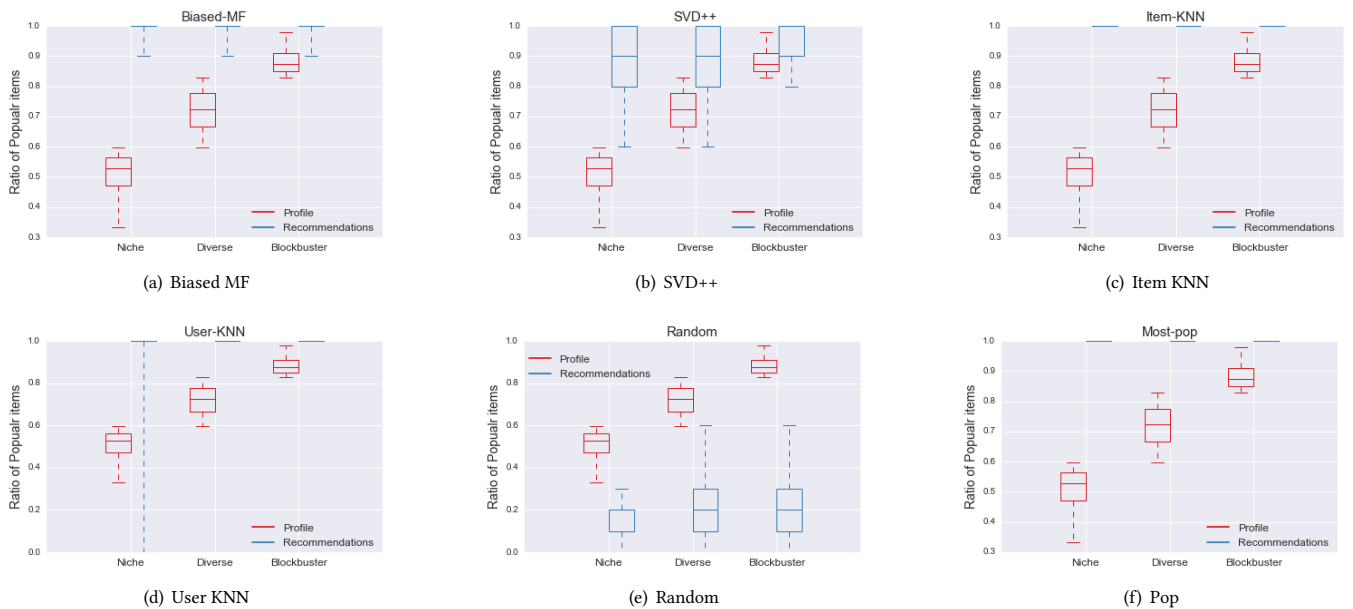 Biased-MF
Ratio of Popualr items
1.0
0.9
0.8
0.7
0.6
0.5
0.4
0.3
Niche Diverse Blockbuster
Profile
Recommendations
(a) Biased MF
SVD++
Ratio of Popualr items
1.0
0.9
0.8
0.7
0.6
0.5
0.4
0.3
Niche Diverse Blockbuster
Profile
Recommendations
(b) SVD++
Item-KNN
Ratio of Popualr items
1.0
0.9
0.8
0.7
0.6
0.5
0.4
0.3
Niche Diverse Blockbuster
Profile
Recommendations
(c) Item KNN
User-KNN
Ratio of Popualr items
1.0
0.8
0.6
0.4
0.2
0.0
Niche Diverse Blockbuster
Profile
Recommendations
(d) User KNN
Random
Ratio of Popualr items
1.0
0.8
0.6
0.4
0.2
0.0
Profile
Recommendations
Niche Diverse Blockbuster
(e) Random
Most-pop
Ratio of Popualr items
1.0
0.9
0.8
0.7
0.6
0.5
0.4
0.3
Niche Diverse Blockbuster
Profile
Recommendations
(f) Pop